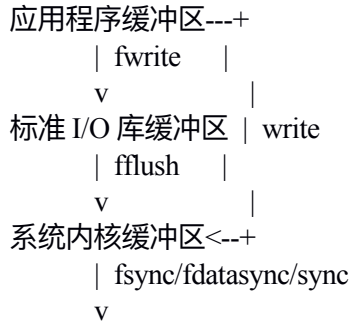 应用程序缓冲区---+
| fwrite |
v |
标准 I/O 库缓冲区 | write
| fflush |
v |
系统内核缓冲区<--+
| fsync/fdatasync/sync
v